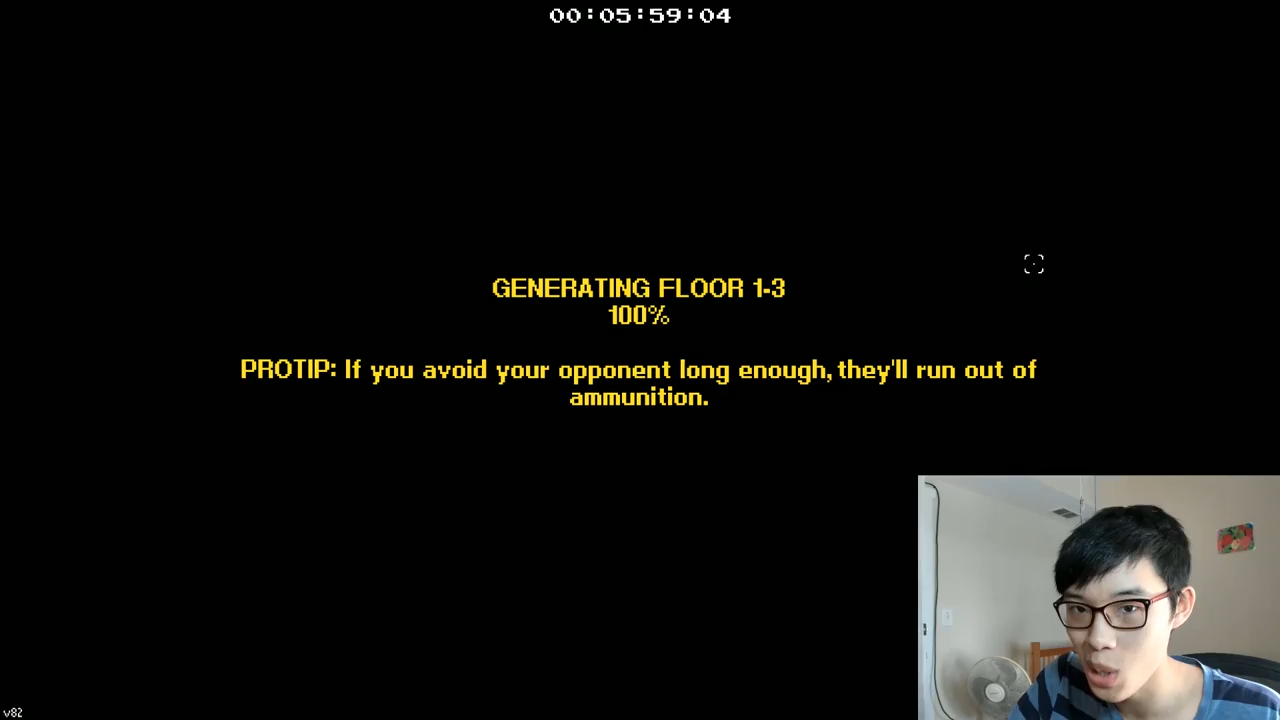 00:05:59:04
GENERATING FLOOR 1-3
100%
PROTIP: If you avoid your opponent long enough, they'll run out of
ammunition.
v82